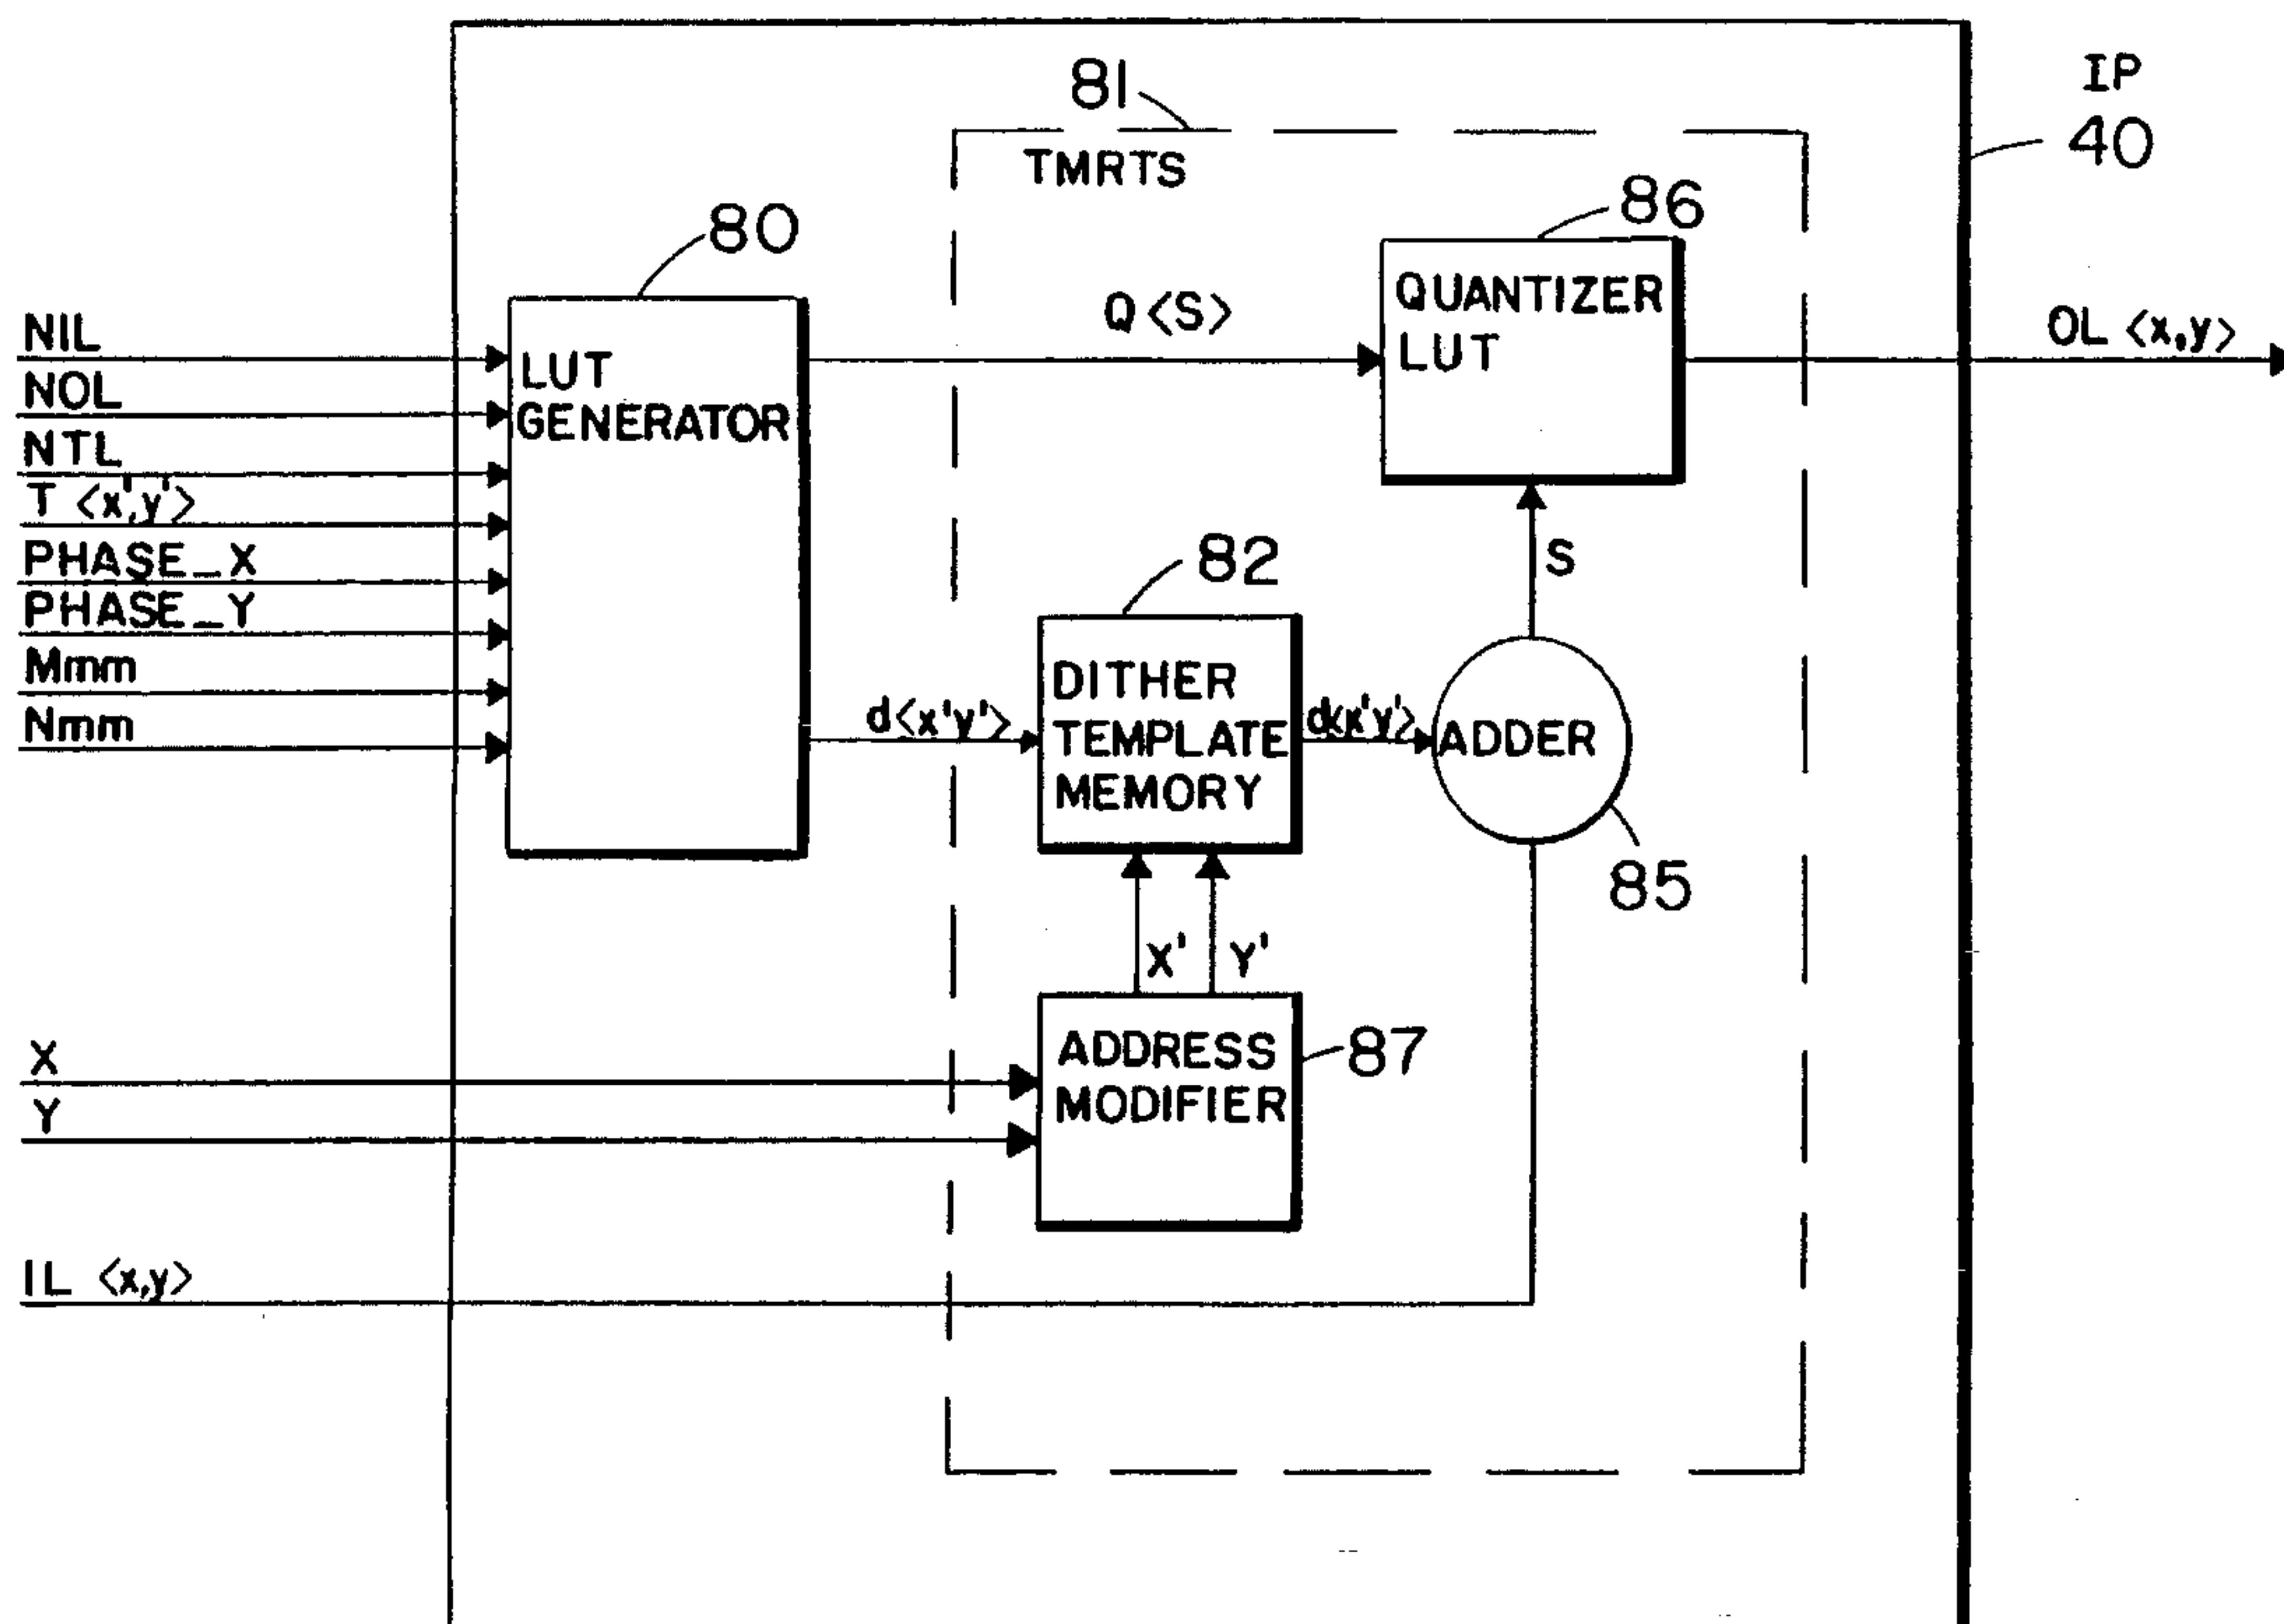 IP
40
81
TMRTS
86
80
QUANTIZER
LUT
Q<S>
OL <x,y>
NIL
NOL
NTL
T <x',y'>
PHASE_X
PHASE_Y
Mmm
Nmm
LUT
GENERATOR
S
82
DITHER
TEMPLATE
MEMORY
d<x'y'>
d<x'y'>
ADDER
85
X'
Y'
ADDRESS
MODIFIER
87
X
Y
IL <x,y>